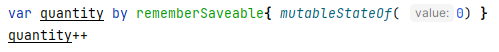 var quantity by rememberSaveable{ mutableStateOf( value: 0) }
quantity++